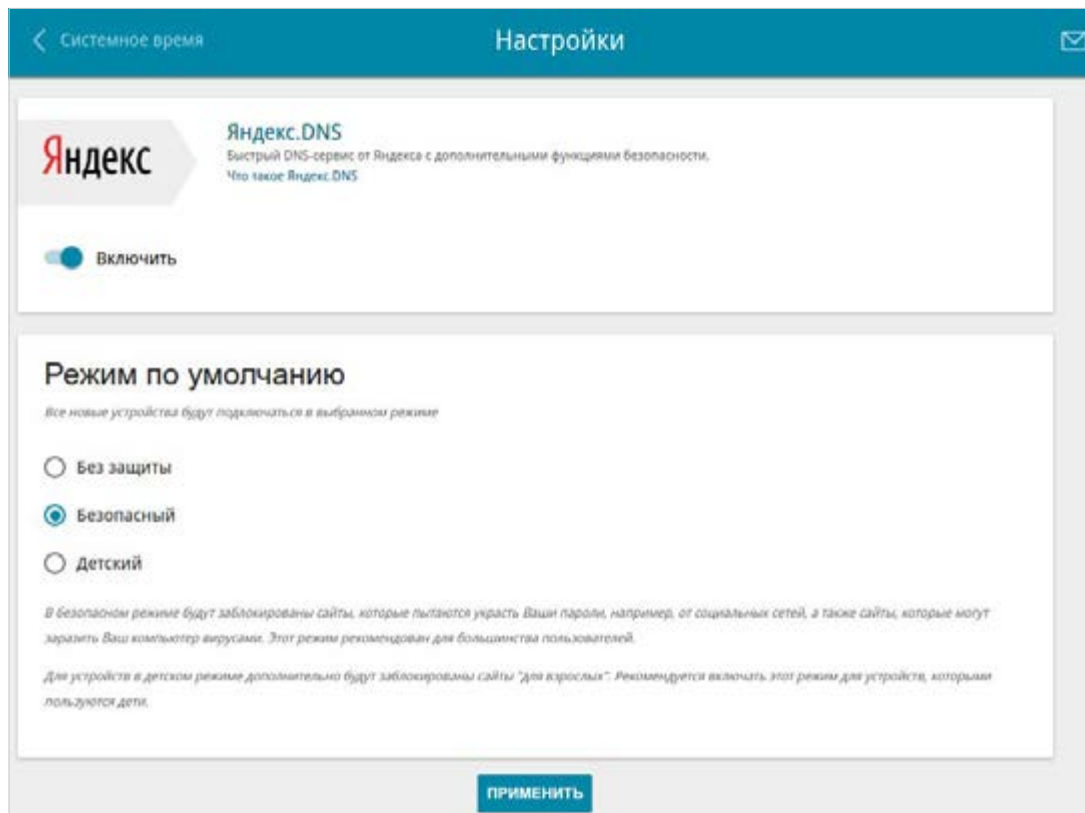 Системное время
Настройки
Яндекс
Яндекс.DNS
Быстрый DNS-сервис от Яндекса с дополнительными функциями безопасности.
Что такое Яндекс.DNS
Включить
Режим по умолчанию
Все новые устройства будут подключаться в выбранном режиме
Без защиты
Безопасный
Детский
В безопасном режиме будут заблокированы сайты, которые пытаются украсть Ваши пароли, например, от социальных сетей, а также сайты, которые могут
заразить Ваш компьютер вирусами. Этот режим рекомендован для большинства пользователей.
Для устройств в детском режиме дополнительно будут заблокированы сайты "для взрослых". Рекомендуется включать этот режим для устройств, которыми
пользуются дети.
ПРИМЕНИТЬ